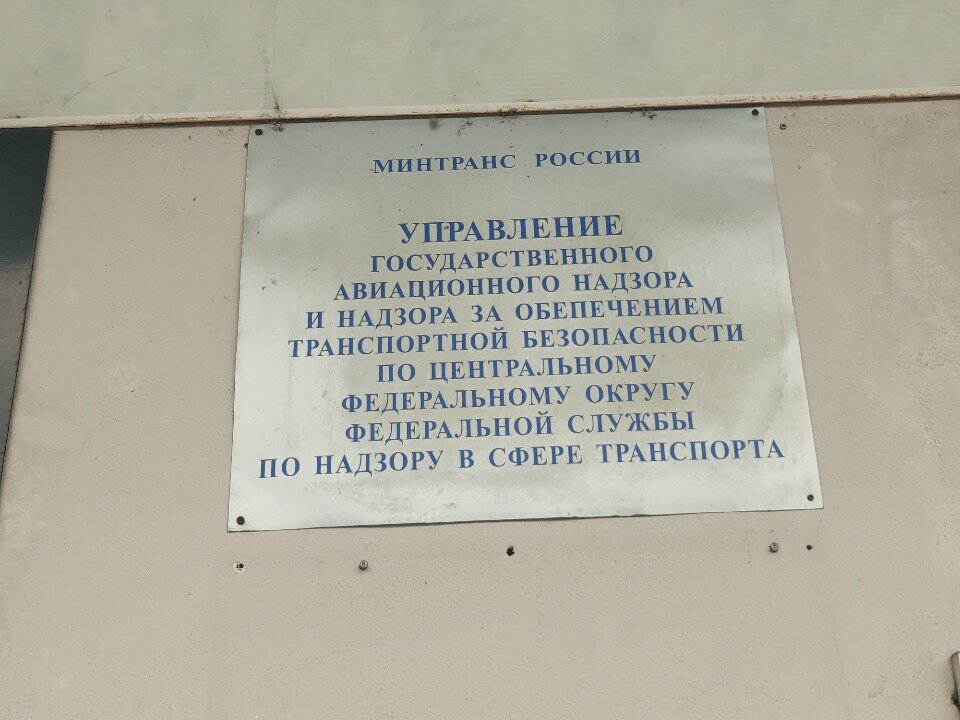 МИНТРАНС РОССИИ
УПРАВЛЕНИЕ
ГОСУДАРСТВЕННОГО
АВИАЦИОННОГО НАДЗОРА
И НАДЗОРА ЗА ОБЕПЕЧЕНИЕМ
ТРАНСПОРТНОЙ БЕЗОПАСНОСТИ
ПО ЦЕНТРАЛЬНОМУ
ФЕДЕРАЛЬНОМУ ОКРУГУ
ФЕДЕРАЛЬНОЙ СЛУЖБЫ
ПО НАДЗОРУ В СФЕРЕ ТРАНСПОРТА